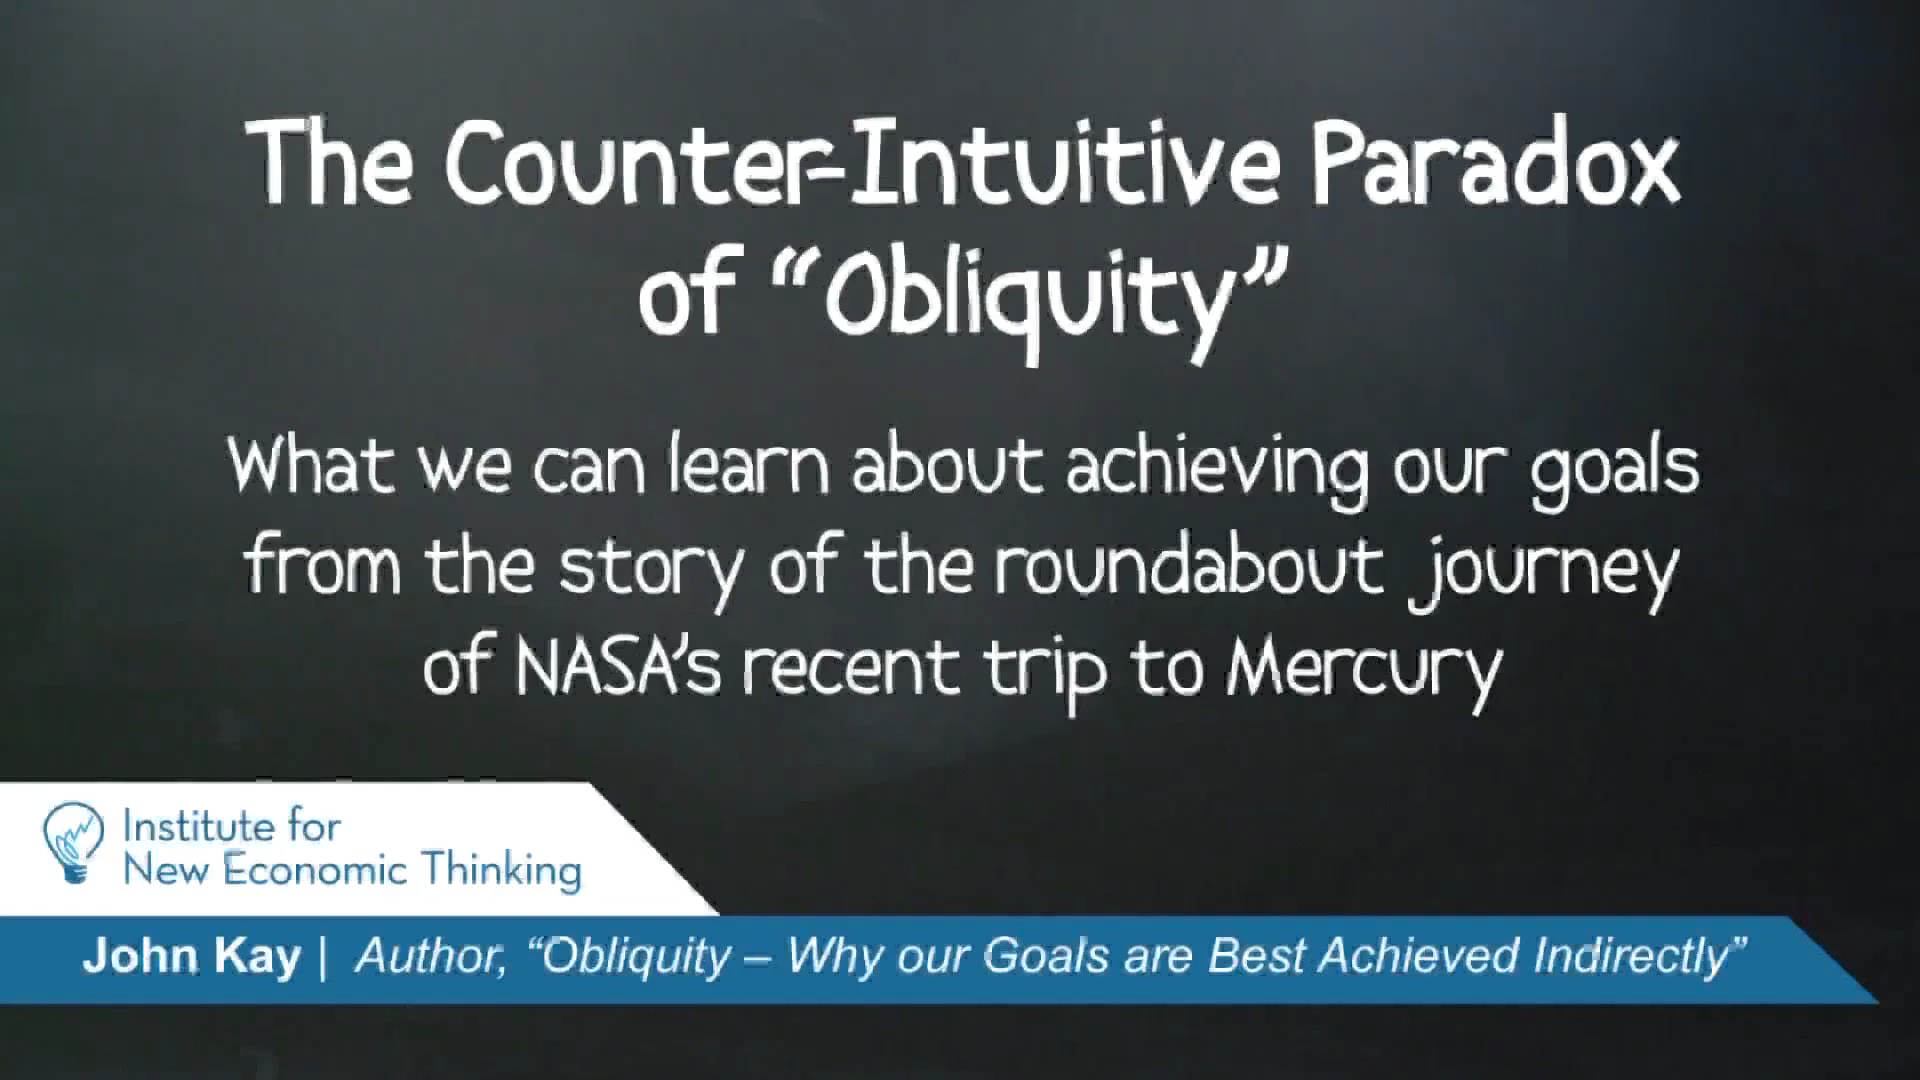 The Counter-Intuitive Paradox
of “Obliquity”
What we can learn about achieving our goals
from the story of the roundabout journey
of NASA’s recent trip to Mercury
Institute for
New Economic Thinking
John Kay | Author, “Obliquity – Why our Goals are Best Achieved Indirectly”